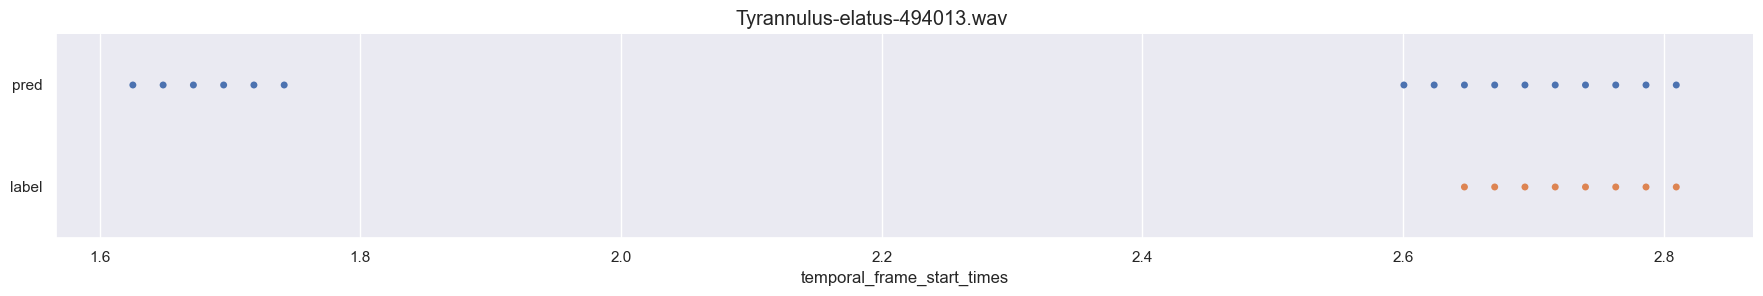 Tyrannulus-elatus-494013.wav
pred
label
1.6 1.8 2.0 2.2 2.4 2.6 2.8
temporal_frame_start_times